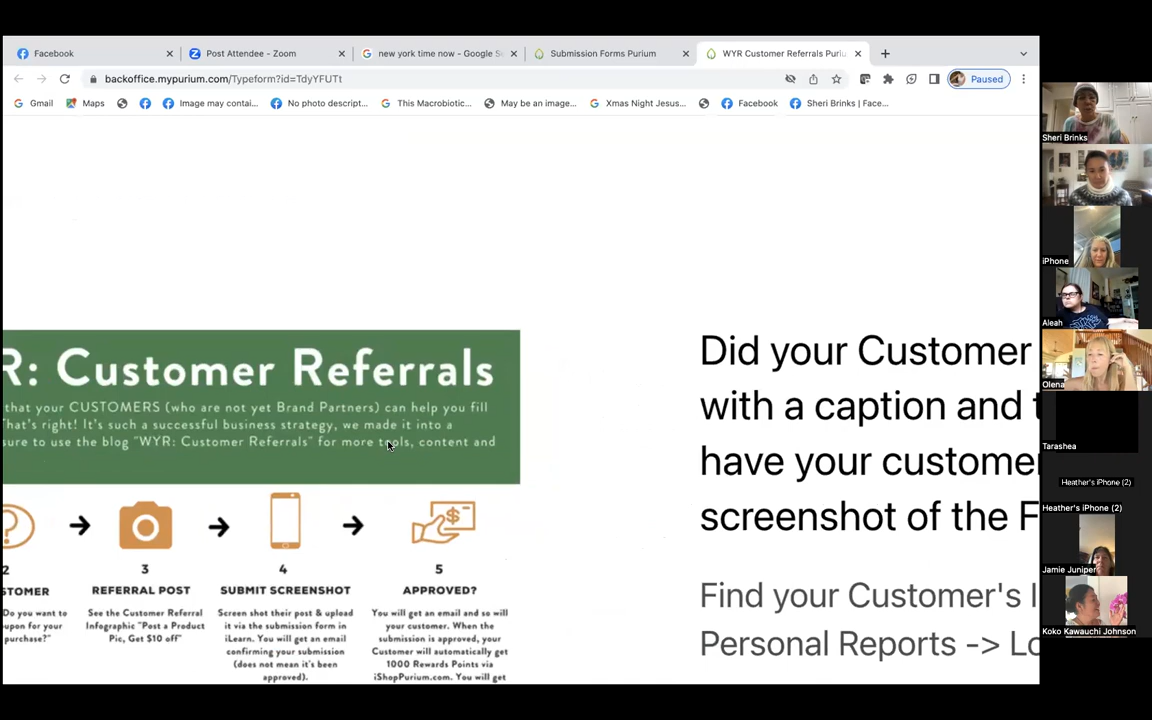 Facebook
Post Attendee - Zoom
new york time now - Google S
Submission Forms Purium
WYR Customer Referrals Puriu
backoffice.mypurium.com/Typeform?id=TdyYFUTt
Paused
Gmail
Maps
Image may contai...
No photo descript...
This Macrobiotic...
May be an image...
Xmas Night Jesus...
Facebook
Sheri Brinks | Face...
R: Customer Referrals
that your CUSTOMERS (who are not yet Brand Partners) can help you fill
That's right! It's such a successful business strategy, we made it into a
sure to use the blog "WYR: Customer Referrals" for more tools, content and
2
3
4
5
STOMER
REFERRAL POST
SUBMIT SCREENSHOT
APPROVED?
Do you want to
upon for your
purchase?"
See the Customer Referral
Infographic "Post a Product
Pic, Get $10 off"
Screen shot their post & upload
it via the submission form in
iLearn. You will get an email
confirming your submission
(does not mean it's been
approved).
You will get an email and so will
your customer. When the
submission is approved, your
Customer will automatically get
1000 Rewards Points via
iShopPurium.com. You will get
Did your Customer
with a caption and t
have your customer
screenshot of the F
Find your Customer's I
Personal Reports -> Lo
Sheri Brinks
iPhone
Aleah
Olena
Tarashea
Heather's iPhone (2)
Heather's iPhone (2)
Jamie Juniper
Koko Kawauchi Johnson